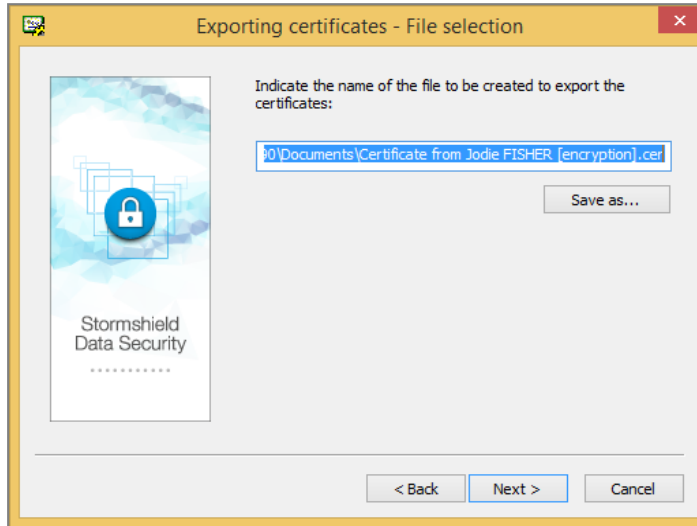 Exporting certificates - File selection
Indicate the name of the file to be created to export the
certificates:
\Documents\Certificate from Jodie FISHER [encryption].cer
Save as...
Stormshield
Data Security
< Back
Next >
Cancel